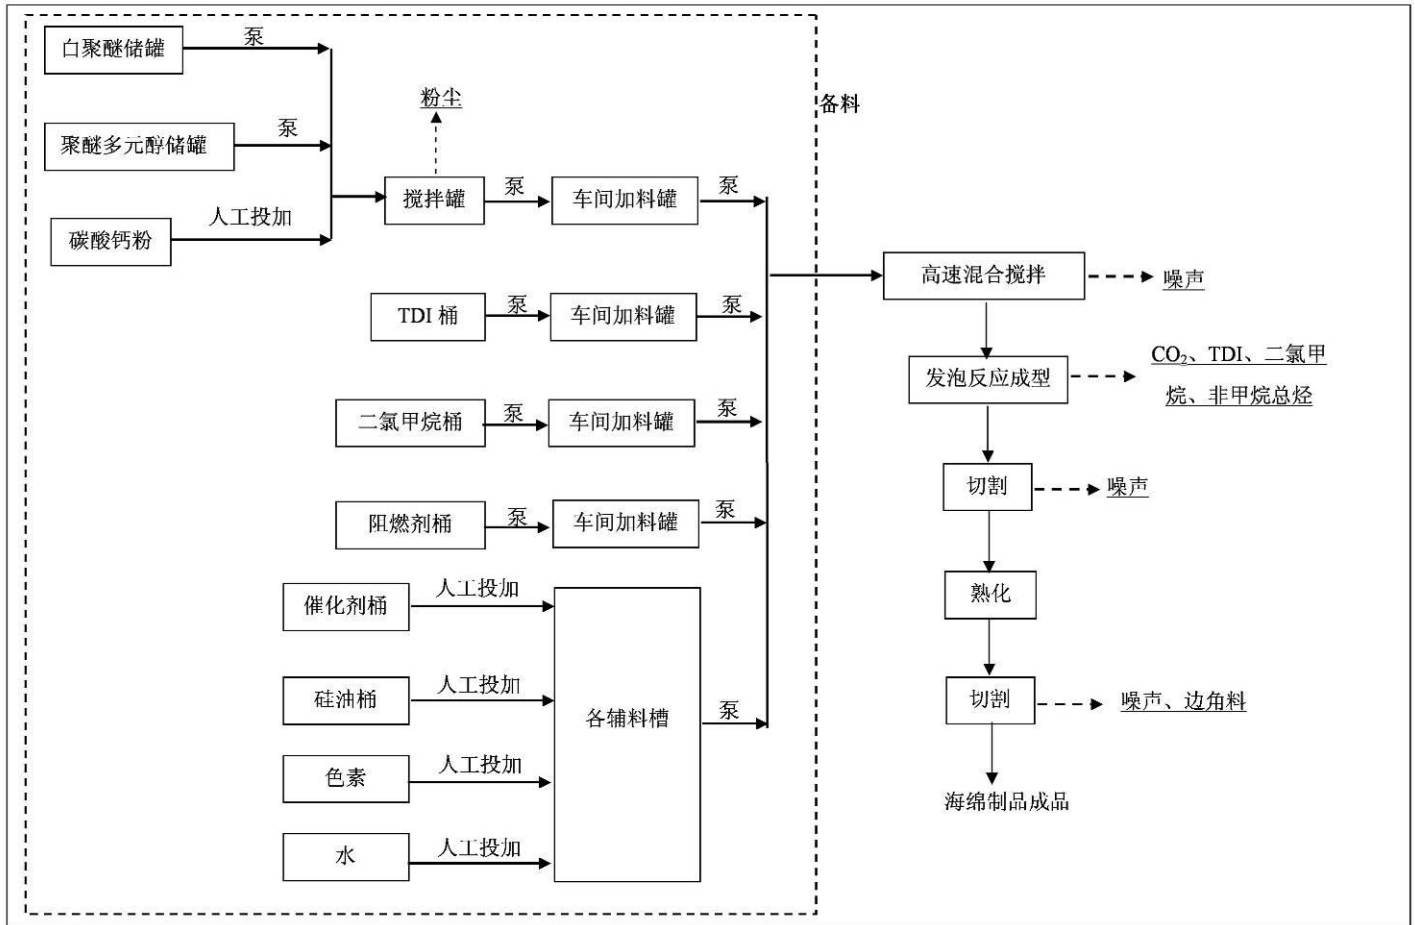 白聚醚储罐
泵
粉尘
备料
聚醚多元醇储罐
泵
搅拌罐
泵
车间加料罐
泵
碳酸钙粉
人工投加
高速混合搅拌
噪声
TDI 桶
泵
车间加料罐
泵
发泡反应成型
CO₂、TDI、二氯甲
烷、非甲烷总烃
二氯甲烷桶
泵
车间加料罐
泵
切割
噪声
阻燃剂桶
泵
车间加料罐
泵
催化剂桶
人工投加
熟化
硅油桶
人工投加
各辅料槽
泵
切割
噪声、边角料
色素
人工投加
海绵制品成品
水
人工投加